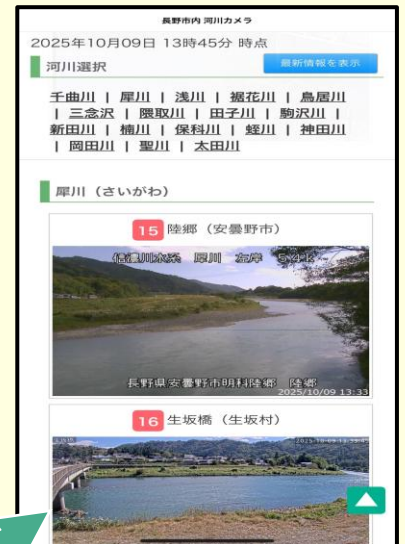 長野市内 河川カメラ
2025年10月09日 13時45分 時点
河川選択
最新情報を表示
千曲川 | 犀川 | 浅川 | 裾花川 | 鳥居川
| 三念沢 | 隈取川 | 田子川 | 駒沢川 |
新田川 | 楠川 | 保科川 | 蛭川 | 神田川
| 岡田川 | 聖川 | 太田川
犀川（さいがわ）
15 陸郷（安曇野市）
信濃川水系 犀川 左岸
長野県安曇野市明科陸郷 陸郷
2025/10/09 13:33
16 生坂橋（生坂村）